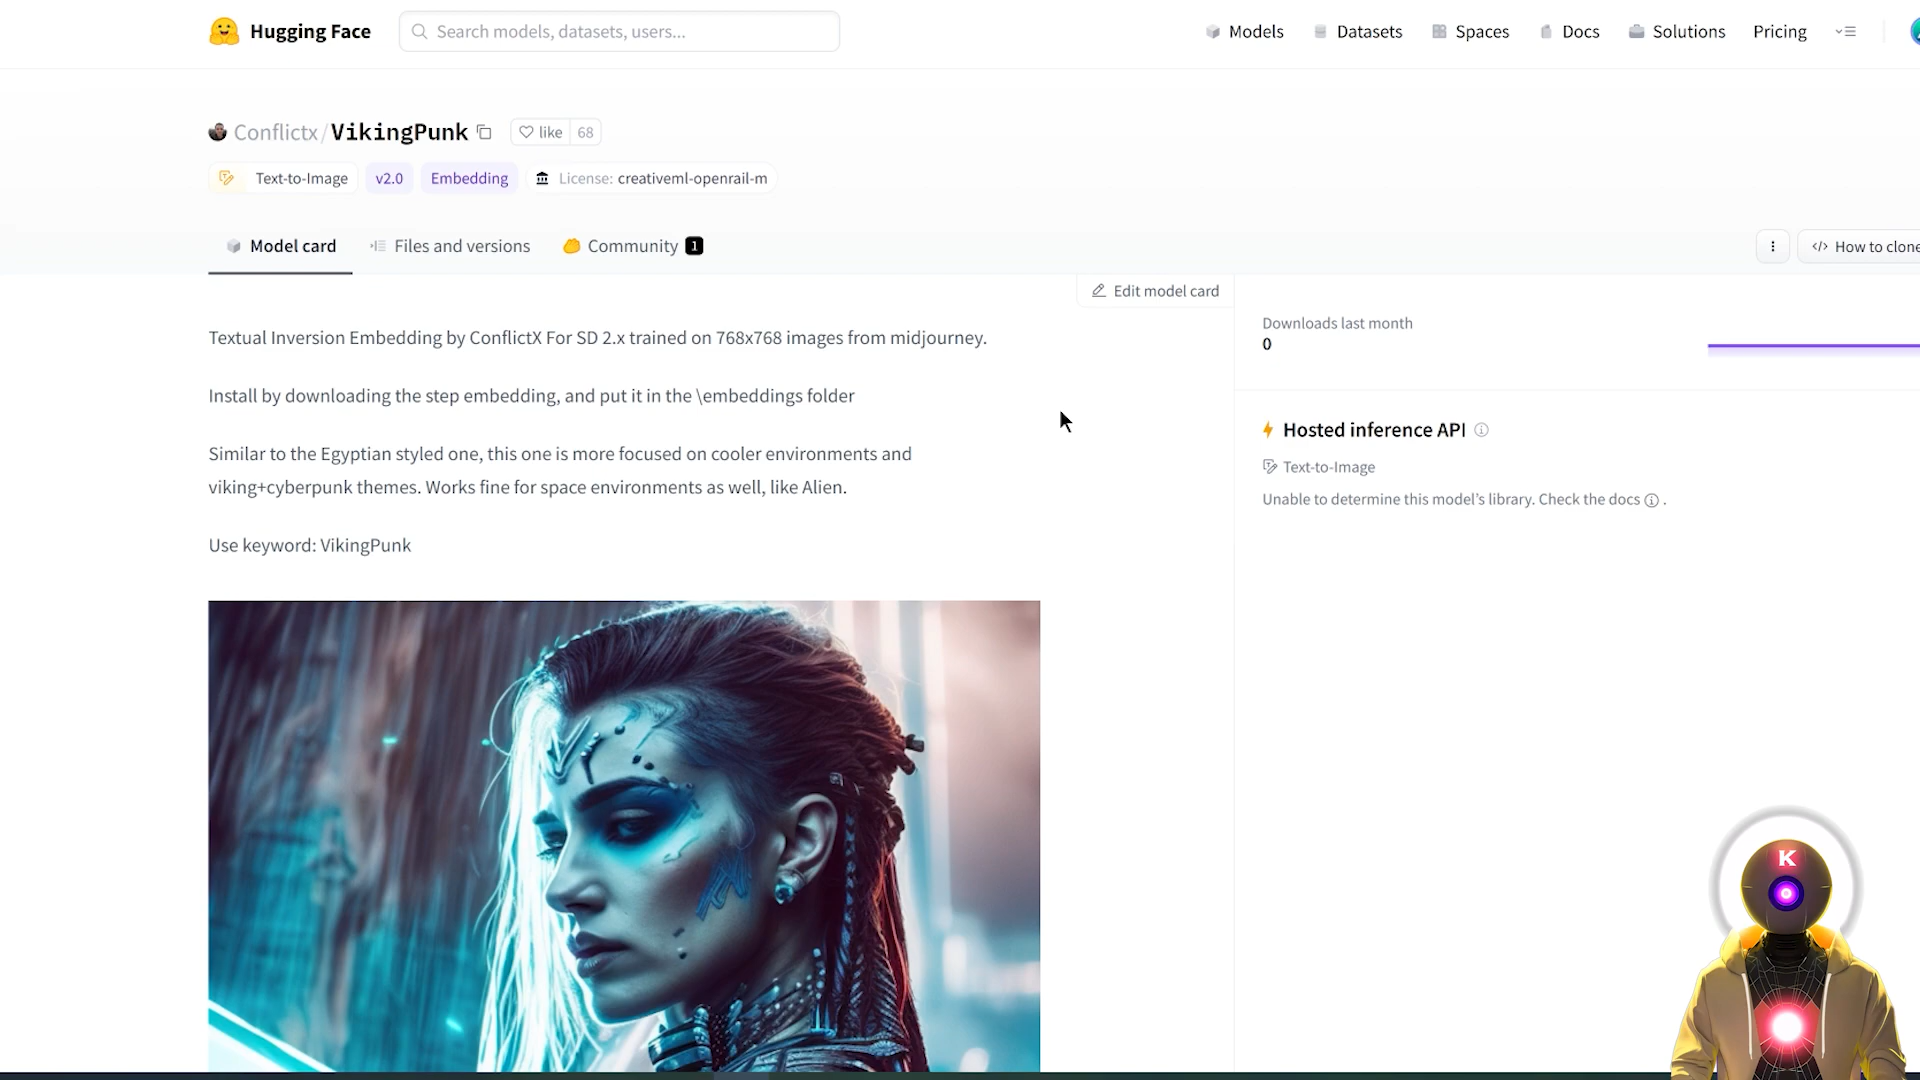 Hugging Face
Search models, datasets, users...
Models
Datasets
Spaces
Docs
Solutions
Pricing
Conflictx/VikingPunk
like 68
Text-to-Image
v2.0
Embedding
License: creativeml-openrail-m
Model card
Files and versions
Community 1
How to clone
Edit model card
Textual Inversion Embedding by ConflictX For SD 2.x trained on 768x768 images from midjourney.
Install by downloading the step embedding, and put it in the \embeddings folder
Similar to the Egyptian styled one, this one is more focused on cooler environments and
viking+cyberpunk themes. Works fine for space environments as well, like Alien.
Use keyword: VikingPunk
Downloads last month
0
Hosted inference API
Text-to-Image
Unable to determine this model's library. Check the docs .
K